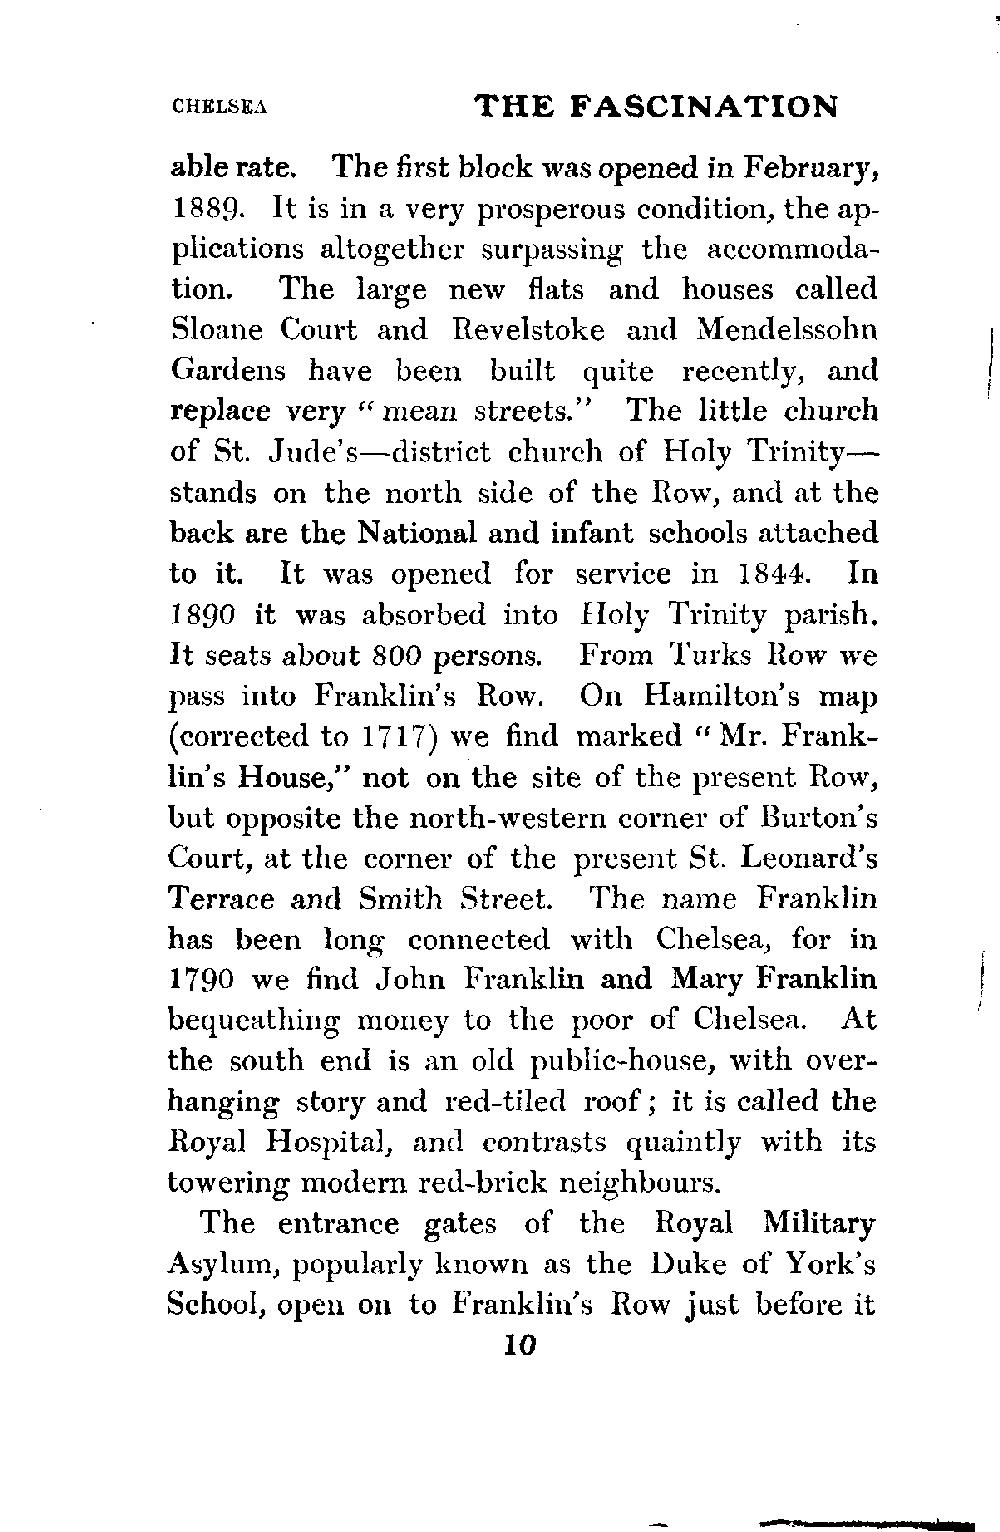 CHELSEA THE FASCINATION
able rate. The first block was opened in February,
1889. It is in a very prosperous condition, the ap-
plications altogether surpassing the accommoda-
tion. The large new flats and houses called
Sloane Court and Revelstoke and Mendelssohn
Gardens have been built quite recently, and
replace very “mean streets.” The little church
of St. Jude’s—district church of Holy Trinity—
stands on the north side of the Row, and at the
back are the National and infant schools attached
to it. It was opened for service in 1844. In
1890 it was absorbed into Holy Trinity parish.
It seats about 800 persons. From Turks Row we
pass into Franklin’s Row. On Hamilton’s map
(corrected to 1717) we find marked “Mr. Frank-
lin’s House,” not on the site of the present Row,
but opposite the north-western corner of Burton’s
Court, at the corner of the present St. Leonard’s
Terrace and Smith Street. The name Franklin
has been long connected with Chelsea, for in
1790 we find John Franklin and Mary Franklin
bequeathing money to the poor of Chelsea. At
the south end is an old public-house, with over-
hanging story and red-tiled roof; it is called the
Royal Hospital, and contrasts quaintly with its
towering modern red-brick neighbours.
The entrance gates of the Royal Military
Asylum, popularly known as the Duke of York’s
School, open on to Franklin’s Row just before it
10